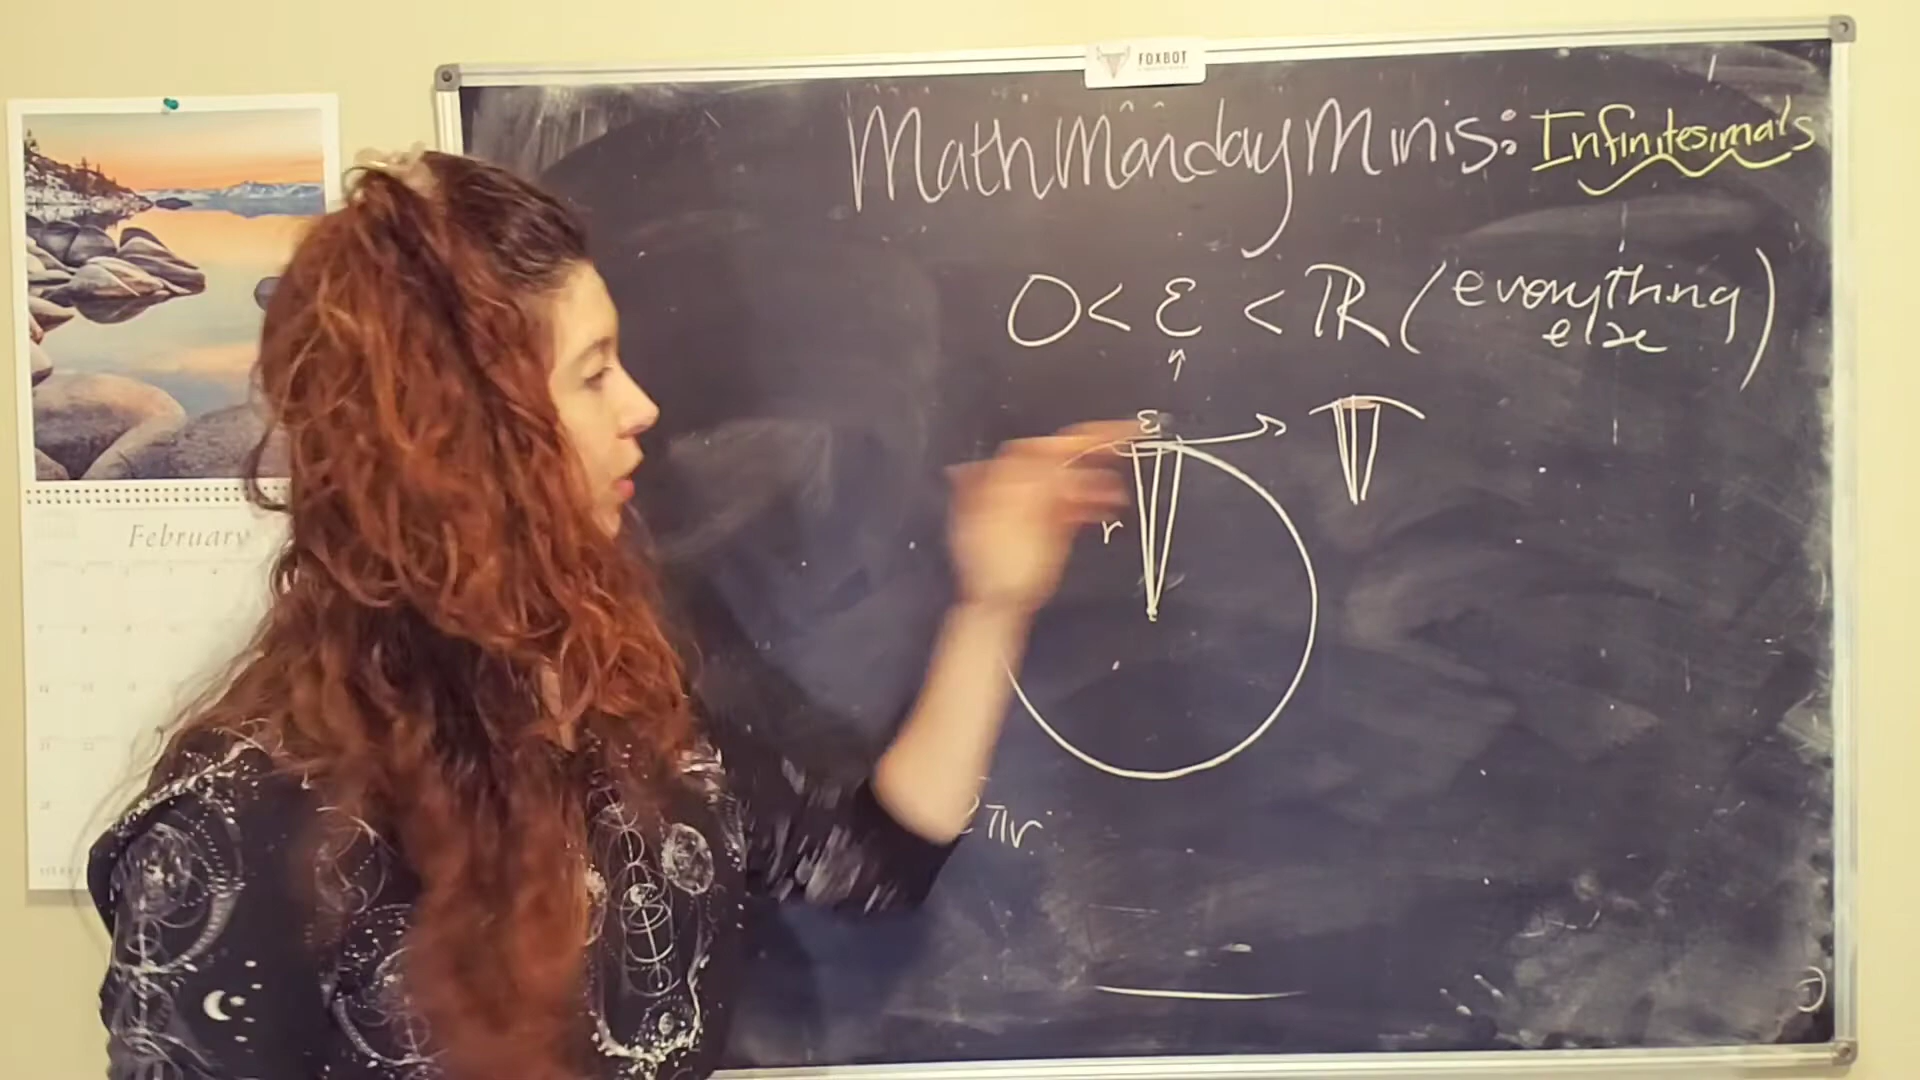 FOXBOT
Math Monday Minis: Infinitesimals
0 < ε < ℝ (everything else)
ε
r
2πr
February